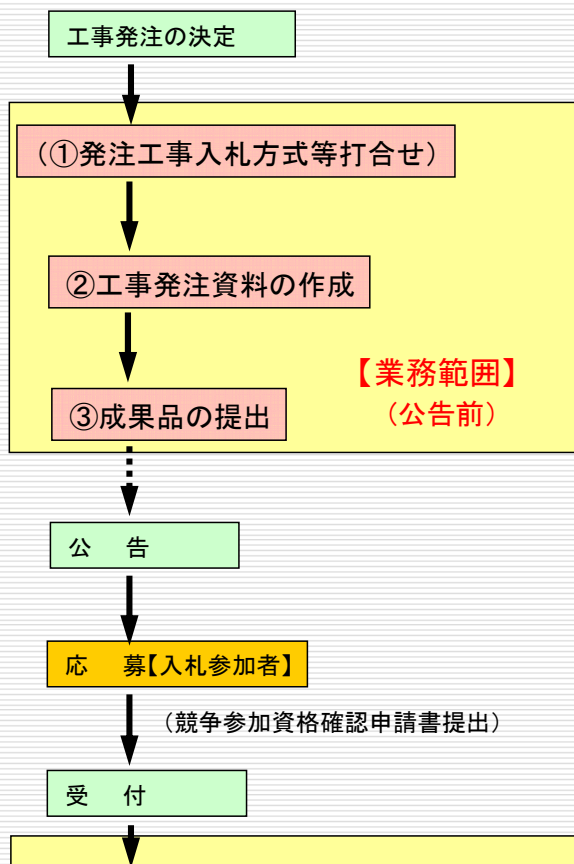 工事発注の決定
（①発注工事入札方式等打合せ）
②工事発注資料の作成
【業務範囲】
（公告前）
③成果品の提出
公　告
応　募【入札参加者】
（競争参加資格確認申請書提出）
受　付